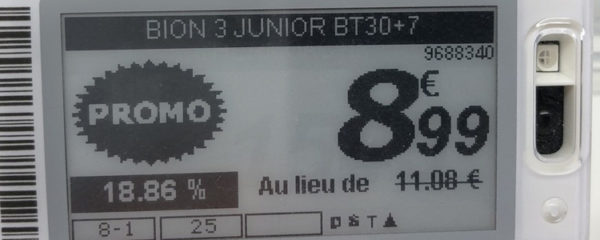 BION 3 JUNIOR BT30+7
9688340
PROMO
8€99
18.86 %
Au lieu de 11.08 €
8-1 25